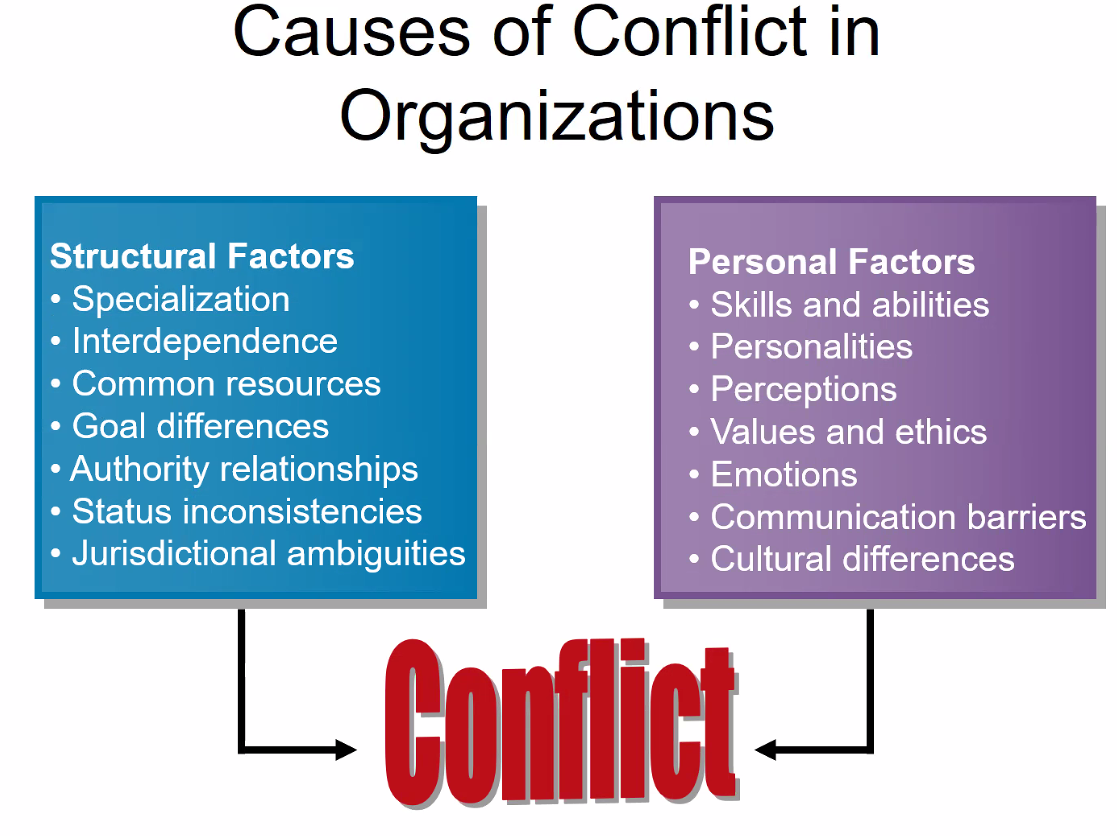 Causes of Conflict in
Organizations
Structural Factors
• Specialization
• Interdependence
• Common resources
• Goal differences
• Authority relationships
• Status inconsistencies
• Jurisdictional ambiguities
Personal Factors
• Skills and abilities
• Personalities
• Perceptions
• Values and ethics
• Emotions
• Communication barriers
• Cultural differences
Conflict